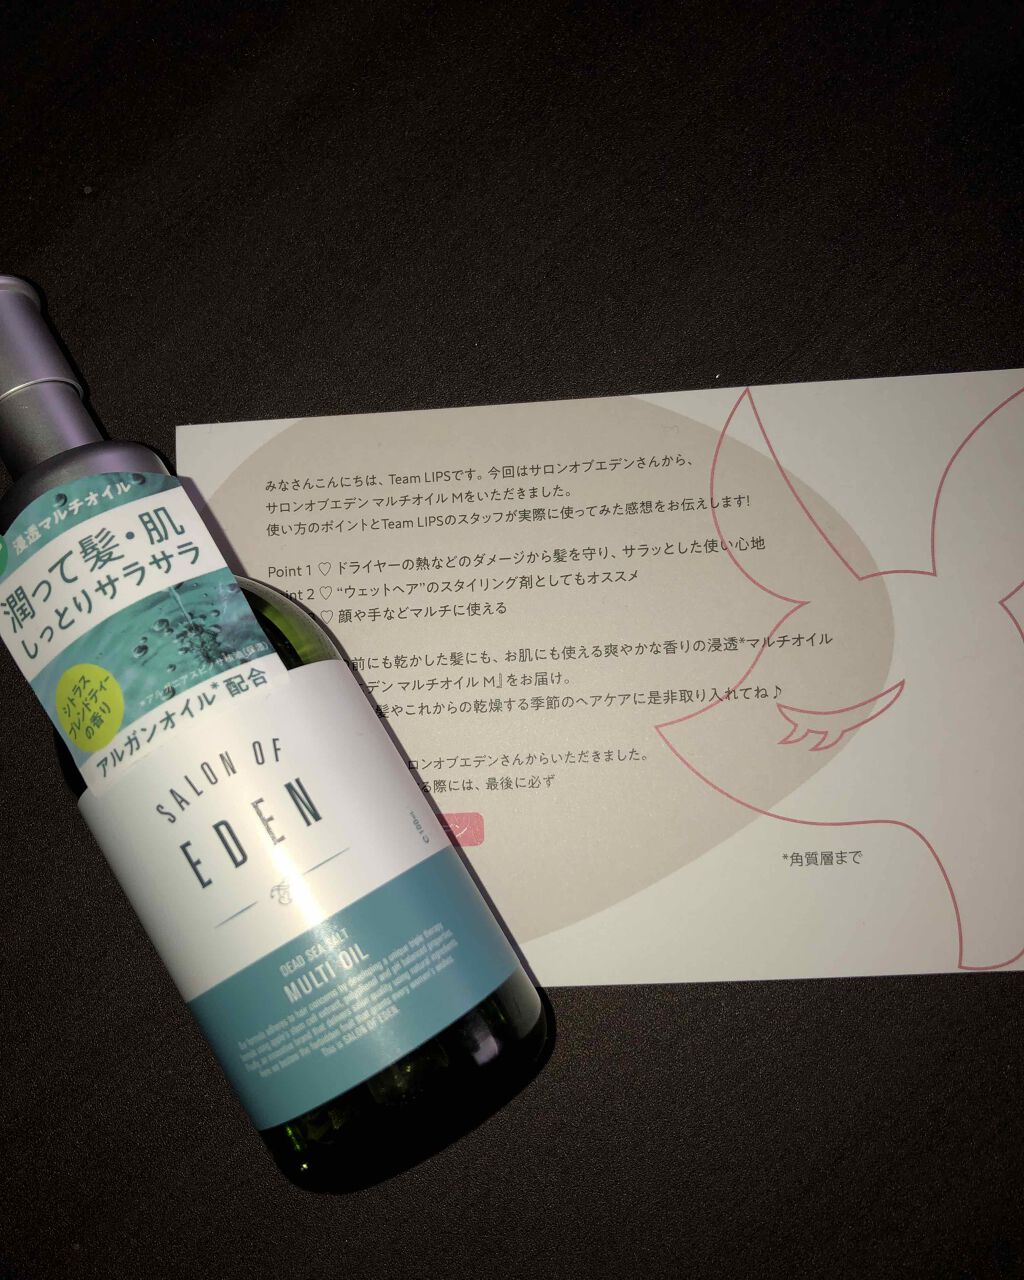 浸透マルチオイル
潤って髪・肌
しっとりサラサラ
シトラス
ブレンドティー
の香り
*アルガニアスピノサ核油(保湿)
アルガンオイル*配合
SALON OF
EDEN
DEAD SEA SALT
MULTI OIL
This is SALON OF EDEN.
みなさんこんにちは、Team LIPSです。今回はサロンオブエデンさんから、
サロンオブエデン マルチオイル Mをいただきました。
使い方のポイントとTeam LIPSのスタッフが実際に使ってみた感想をお伝えします!
Point 1 ♡ ドライヤーの熱などのダメージから髪を守り、サラッとした使い心地
int 2 ♡ “ウェットヘア”のスタイリング剤としてもオススメ
♡ 顔や手などマルチに使える
前にも乾かした髪にも、お肌にも使える爽やかな香りの浸透*マルチオイル
デン マルチオイル M』をお届け。
髪やこれからの乾燥する季節のヘアケアに是非取り入れてね♪
ロンオブエデンさんからいただきました。
る際には、最後に必ず
デン
*角質層まで